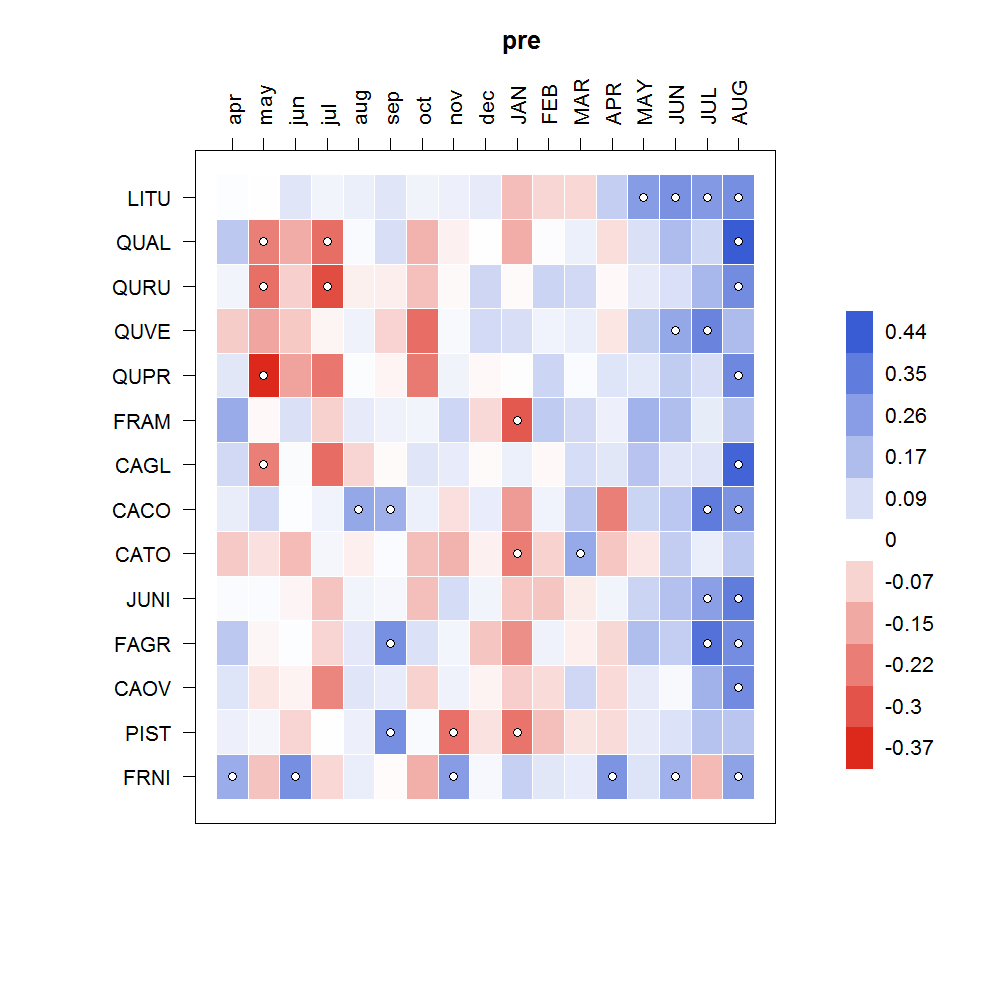 pre
apr may jun jul aug sep oct nov dec JAN FEB MAR APR MAY JUN JUL AUG
LITU
QUAL
QURU
QUVE
QUPR
FRAM
CAGL
CACO
CATO
JUNI
FAGR
CAOV
PIST
FRNI
0.44
0.35
0.26
0.17
0.09
0
-0.07
-0.15
-0.22
-0.3
-0.37